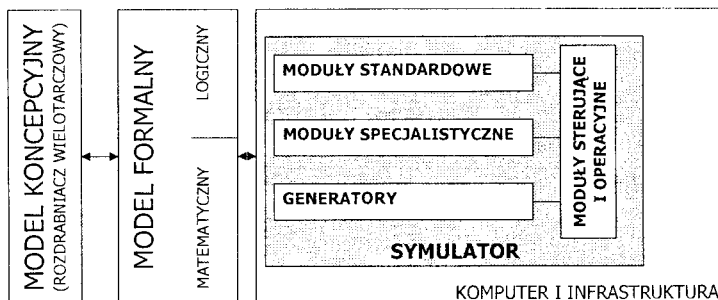 MODEL KONCEPCYJNY
(ROZDRABNIACZ WIELOTARCZOWY)
MODEL FORMALNY
LOGICZNY
MATEMATYCZNY
MODUŁY STANDARDOWE
MODUŁY SPECJALISTYCZNE
GENERATORY
MODUŁY STERUJĄCE
I OPERACYJNE
SYMULATOR
KOMPUTER I INFRASTRUKTURA